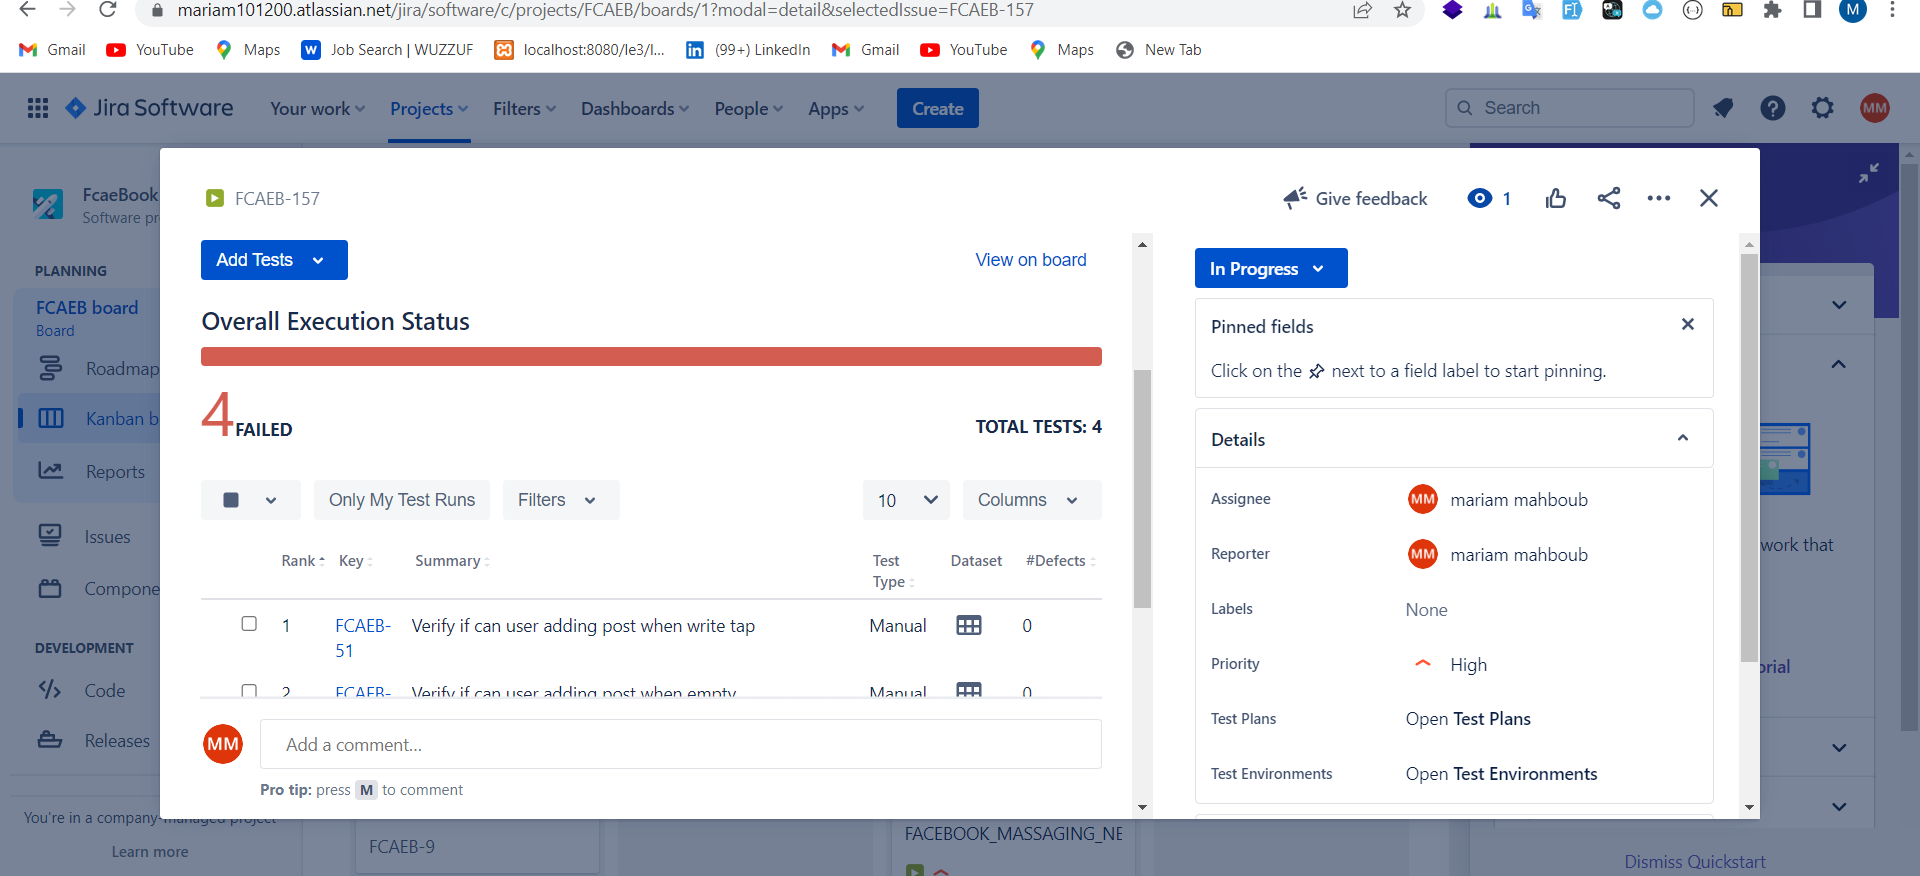 mariam101200.atlassian.net/jira/software/c/projects/FCAEB/boards/1?modal=detail&selectedIssue=FCAEB-157
M
Gmail YouTube Maps Job Search | WUZZUF localhost:8080/le3/l... (99+) LinkedIn Gmail YouTube Maps New Tab
Jira Software Your work Projects Filters Dashboards People Apps Create Search MM
FcaeBook
Software pr
PLANNING
FCAEB board
Board
Roadmap
Kanban b
Reports
Issues
Compone
DEVELOPMENT
Code
Releases
You're in a company-managed project
Learn more
FCAEB-157
Give feedback 1
Add Tests View on board
Overall Execution Status
4 FAILED TOTAL TESTS: 4
Only My Test Runs Filters 10 Columns
Rank Key Summary Test Type Dataset #Defects
1 FCAEB-51 Verify if can user adding post when write tap Manual 0
2 FCAEB- Verify if can user adding post when empty Manual 0
MM Add a comment...
Pro tip: press M to comment
In Progress
Pinned fields
Click on the next to a field label to start pinning.
Details
Assignee MM mariam mahboub
Reporter MM mariam mahboub
Labels None
Priority High
Test Plans Open Test Plans
Test Environments Open Test Environments
work that
orial
FCAEB-9
FACEBOOK_MASSAGING_NE
Dismiss Quickstart